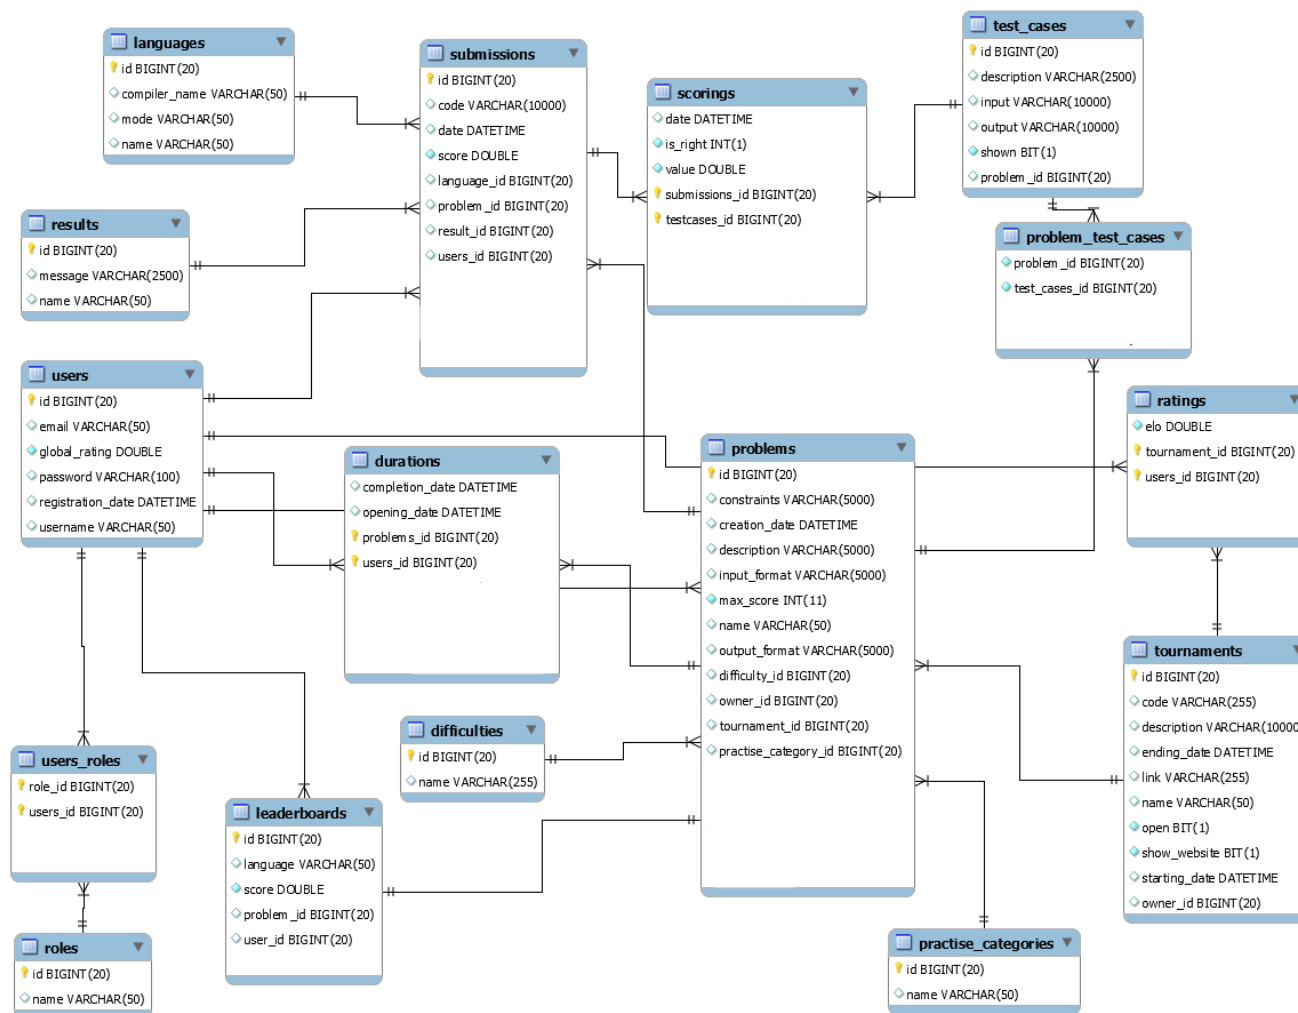 languages
id BIGINT(20)
compiler_name VARCHAR(50)
mode VARCHAR(50)
name VARCHAR(50)
submissions
id BIGINT(20)
code VARCHAR(10000)
date DATETIME
score DOUBLE
language_id BIGINT(20)
problem_id BIGINT(20)
result_id BIGINT(20)
users_id BIGINT(20)
scorings
date DATETIME
is_right INT(1)
value DOUBLE
submissions_id BIGINT(20)
testcases_id BIGINT(20)
test_cases
id BIGINT(20)
description VARCHAR(2500)
input VARCHAR(10000)
output VARCHAR(10000)
shown BIT(1)
problem_id BIGINT(20)
results
id BIGINT(20)
message VARCHAR(2500)
name VARCHAR(50)
problem_test_cases
problem_id BIGINT(20)
test_cases_id BIGINT(20)
users
id BIGINT(20)
email VARCHAR(50)
global_rating DOUBLE
password VARCHAR(100)
registration_date DATETIME
username VARCHAR(50)
durations
completion_date DATETIME
opening_date DATETIME
problems_id BIGINT(20)
users_id BIGINT(20)
problems
id BIGINT(20)
constraints VARCHAR(5000)
creation_date DATETIME
description VARCHAR(5000)
input_format VARCHAR(5000)
max_score INT(11)
name VARCHAR(50)
output_format VARCHAR(5000)
difficulty_id BIGINT(20)
owner_id BIGINT(20)
tournament_id BIGINT(20)
practise_category_id BIGINT(20)
ratings
elo DOUBLE
tournament_id BIGINT(20)
users_id BIGINT(20)
tournaments
id BIGINT(20)
code VARCHAR(255)
description VARCHAR(10000
ending_date DATETIME
link VARCHAR(255)
name VARCHAR(50)
open BIT(1)
show_website BIT(1)
starting_date DATETIME
owner_id BIGINT(20)
difficulties
id BIGINT(20)
name VARCHAR(255)
users_roles
role_id BIGINT(20)
users_id BIGINT(20)
leaderboards
id BIGINT(20)
language VARCHAR(50)
score DOUBLE
problem_id BIGINT(20)
user_id BIGINT(20)
roles
id BIGINT(20)
name VARCHAR(50)
practise_categories
id BIGINT(20)
name VARCHAR(50)